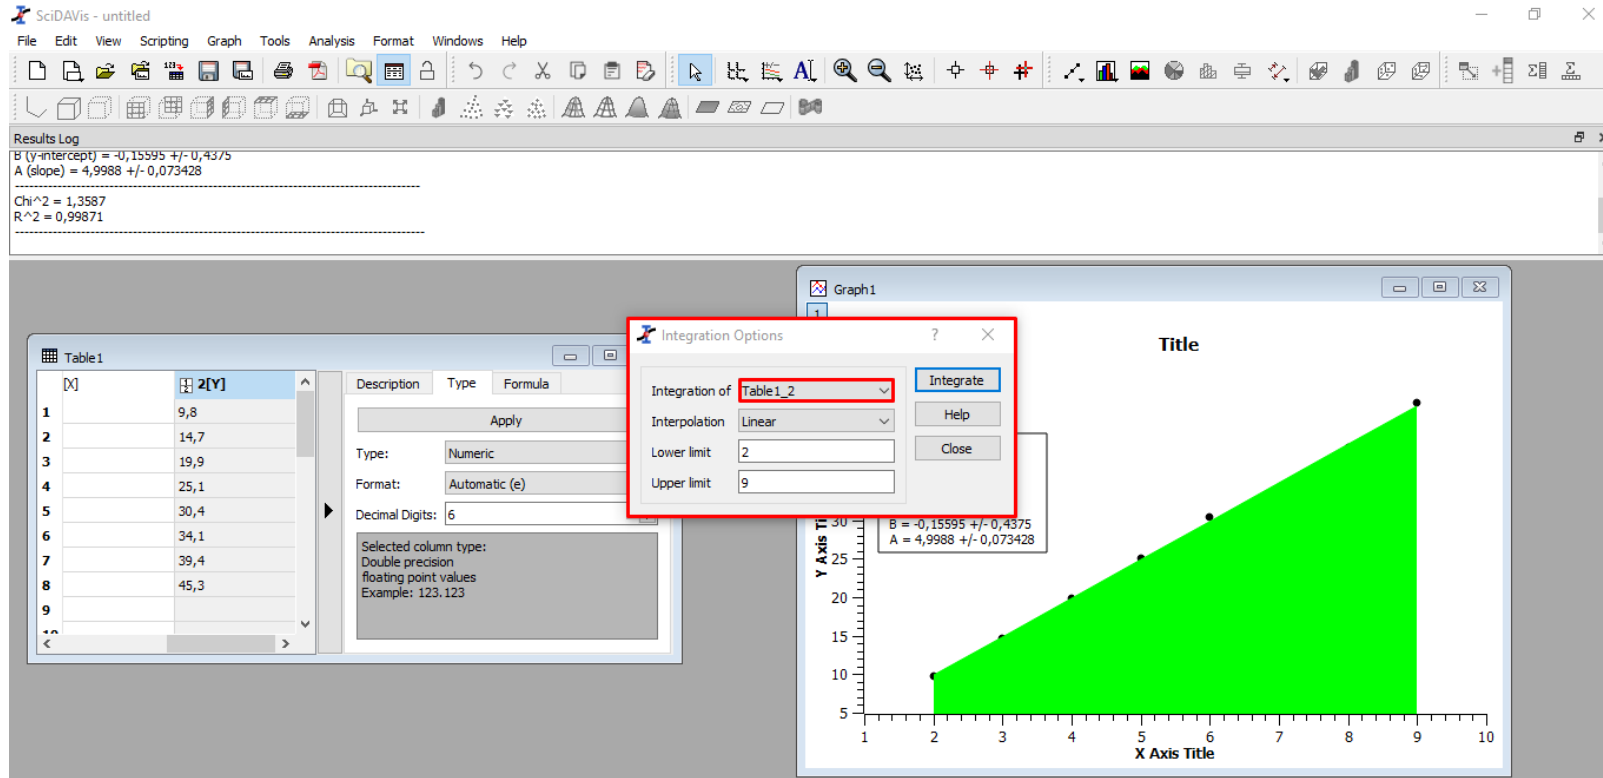 SciDAVis - untitled
File Edit View Scripting Graph Tools Analysis Format Windows Help
Results Log
B (y-intercept) = -0,15595 +/- 0,4375
A (slope) = 4,9988 +/- 0,073428
--------------------------------------------------------------------------------------
Chi^2 = 1,3587
R^2 = 0,99871
---------------------------------------------------------------------------------------
Table1
[X] 2[Y]
1 9,8
2 14,7
3 19,9
4 25,1
5 30,4
6 34,1
7 39,4
8 45,3
9
10
Description Type Formula
Apply
Type: Numeric
Format: Automatic (e)
Decimal Digits: 6
Selected column type:
Double precision
floating point values
Example: 123.123
Integration Options ?
Integration of Table1_2
Interpolation Linear
Lower limit 2
Upper limit 9
Integrate
Help
Close
Graph1
1
Title
B = -0,15595 +/- 0,4375
A = 4,9988 +/- 0,073428
30
25
20
15
10
5
1 2 3 4 5 6 7 8 9 10
X Axis Title